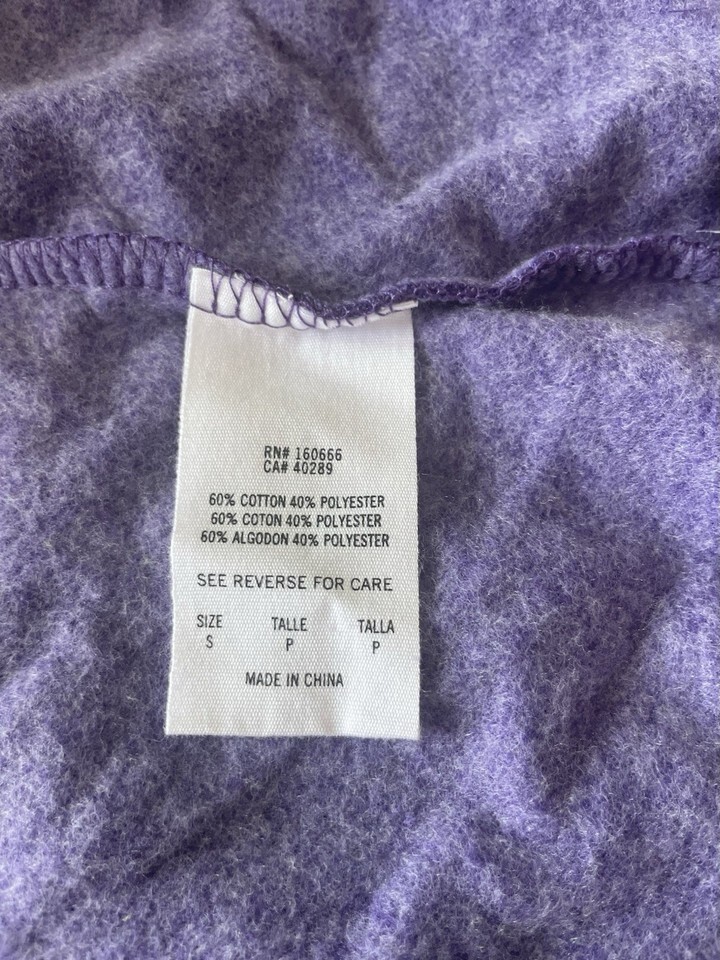 RN# 160666
CA# 40289
60% COTTON 40% POLYESTER
60% COTON 40% POLYESTER
60% ALGODON 40% POLYESTER
SEE REVERSE FOR CARE
SIZE TALLE TALLA
S P P
MADE IN CHINA